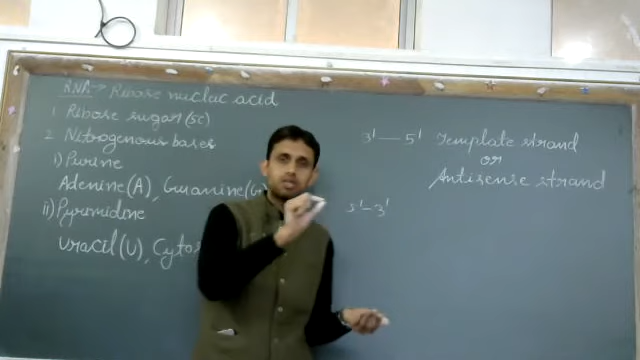 RNA:→ Ribose nucleic acid
1. Ribose sugar (5C)
2. Nitrogenous bases
i) Purine
Adenine(A), Guanine(G)
ii) Pyrimidine
Uracil(U),
3' — 5' Template strand
or
Antisense strand
5' – 3'